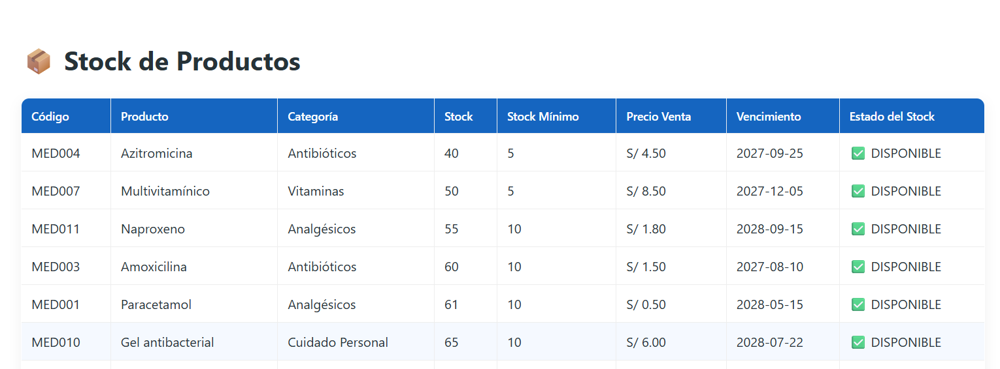 Stock de Productos
Código Producto Categoría Stock Stock Mínimo Precio Venta Vencimiento Estado del Stock
MED004 Azitromicina Antibióticos 40 5 S/ 4.50 2027-09-25 ✅ DISPONIBLE
MED007 Multivitamínico Vitaminas 50 5 S/ 8.50 2027-12-05 ✅ DISPONIBLE
MED011 Naproxeno Analgésicos 55 10 S/ 1.80 2028-09-15 ✅ DISPONIBLE
MED003 Amoxicilina Antibióticos 60 10 S/ 1.50 2027-08-10 ✅ DISPONIBLE
MED001 Paracetamol Analgésicos 61 10 S/ 0.50 2028-05-15 ✅ DISPONIBLE
MED010 Gel antibacterial Cuidado Personal 65 10 S/ 6.00 2028-07-22 ✅ DISPONIBLE